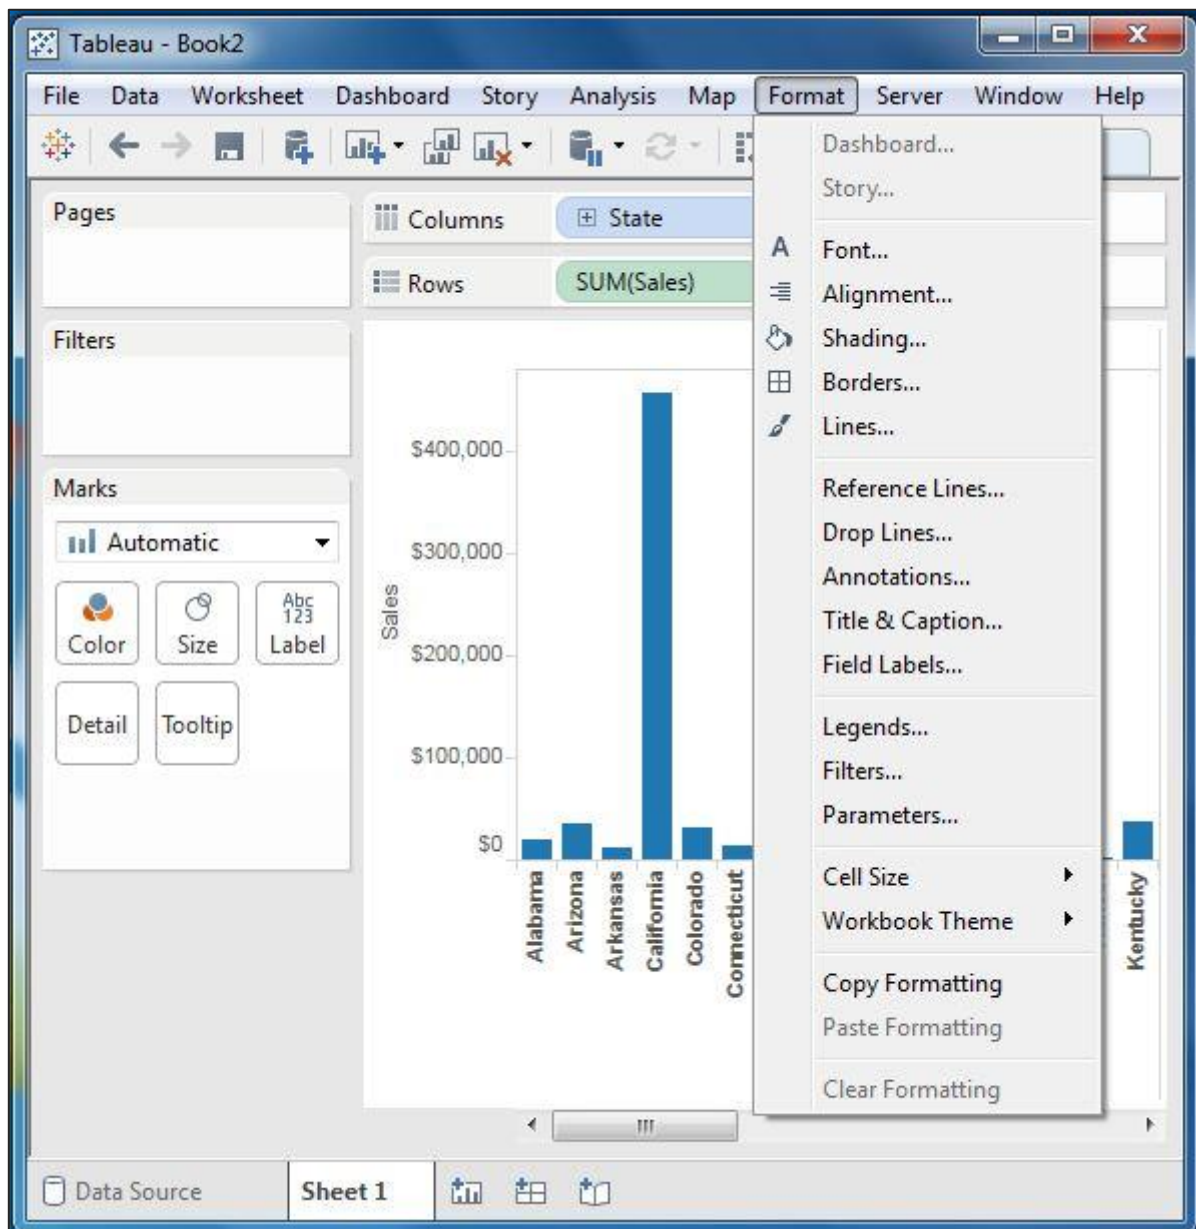 Tableau - Book2
File Data Worksheet Dashboard Story Analysis Map Format Server Window Help
Pages
Columns
State
Rows
SUM(Sales)
Filters
Marks
Automatic
Color
Size
Abc
123
Label
Detail
Tooltip
Sales
$400,000
$300,000
$200,000
$100,000
$0
Alabama
Arizona
Arkansas
California
Colorado
Connecticut
Kentucky
Dashboard...
Story...
A Font...
Alignment...
Shading...
Borders...
Lines...
Reference Lines...
Drop Lines...
Annotations...
Title & Caption...
Field Labels...
Legends...
Filters...
Parameters...
Cell Size
Workbook Theme
Copy Formatting
Paste Formatting
Clear Formatting
Data Source
Sheet 1